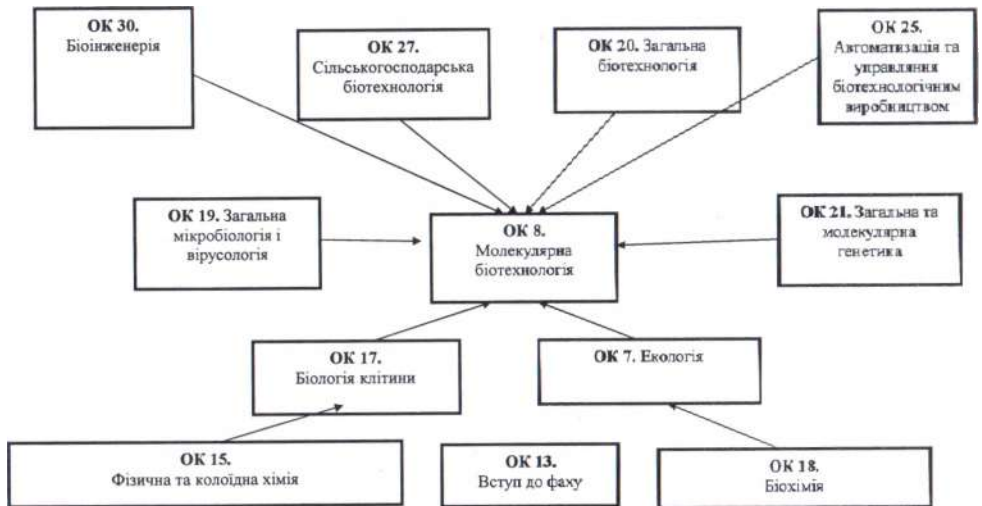 ОК 30.
Біоінженерія
ОК 27.
Сільськогосподарська
біотехнологія
ОК 20. Загальна
біотехнологія
ОК 25.
Автоматизація та
управляння
біотехнологічним
виробництвом
ОК 19. Загальна
мікробіологія і
вірусологія
ОК 8.
Молекулярна
біотехнологія
ОК 21. Загальна та
молекулярна
генетика
ОК 17.
Біологія клітини
ОК 7. Екологія
ОК 15.
Фізична та колоїдна хімія
ОК 13.
Вступ до фаху
ОК 18.
Біохімія